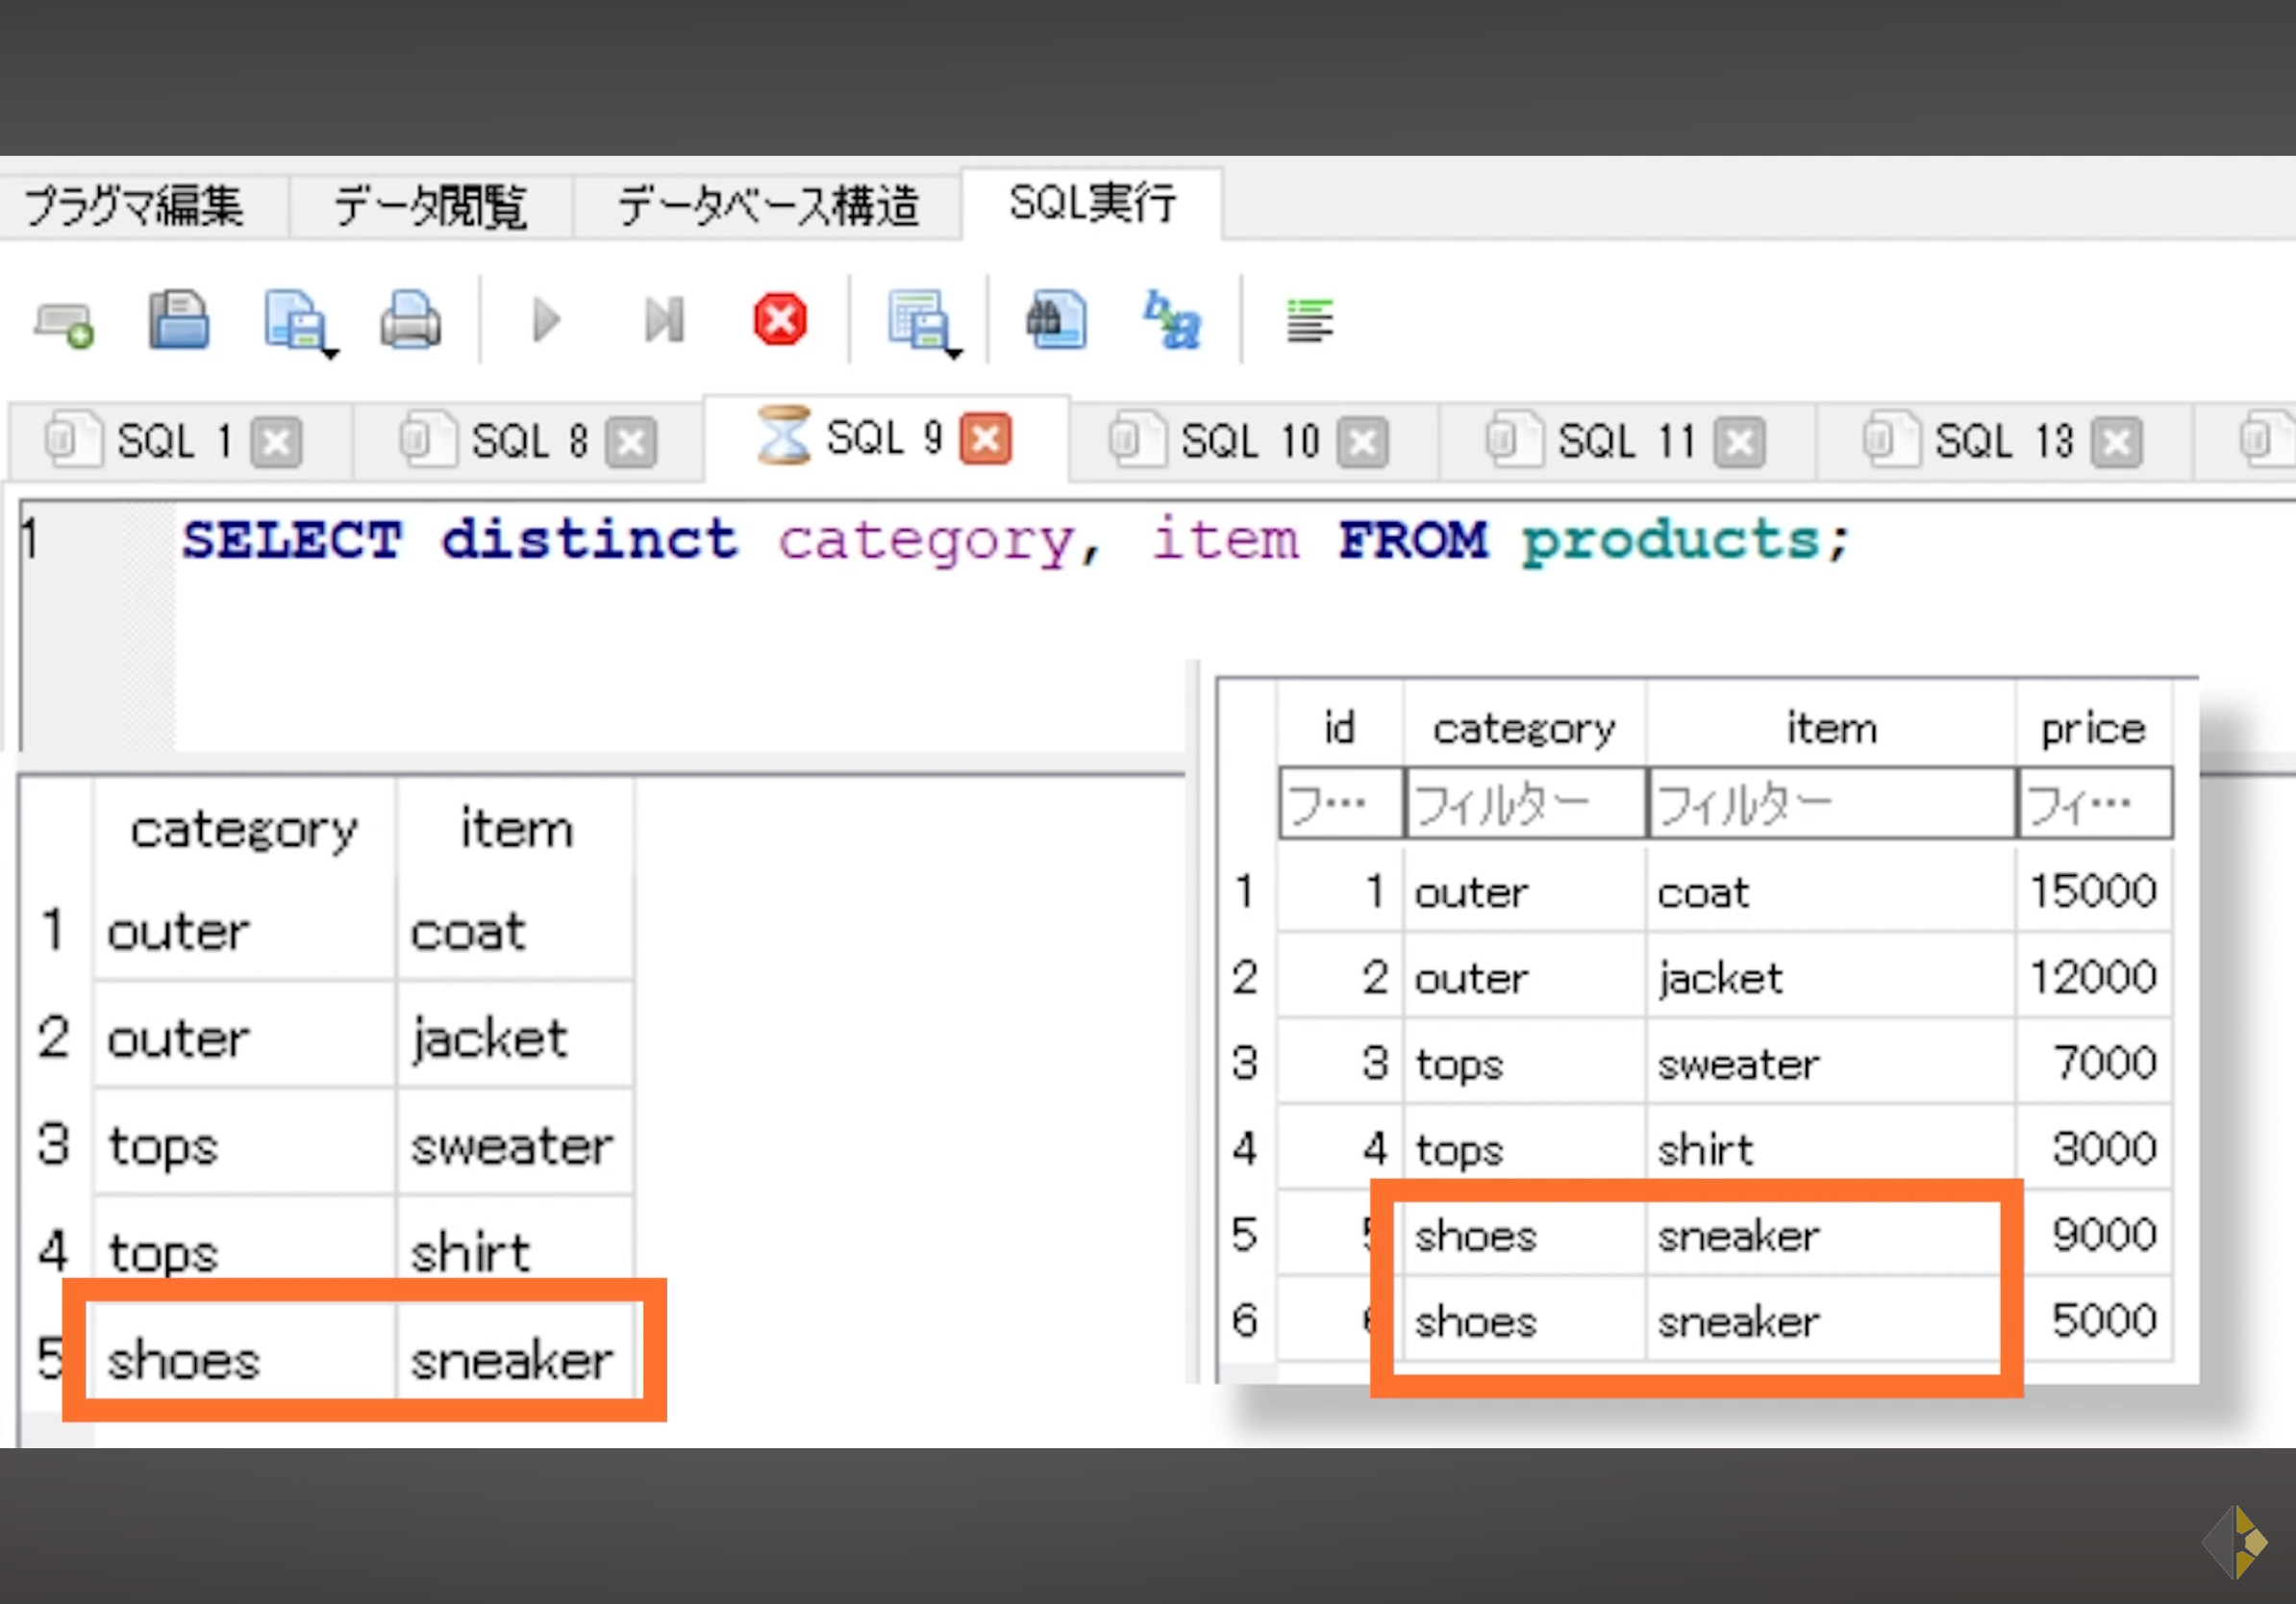 プラグマ編集 データ閲覧 データベース構造 SQL実行
SQL 1 SQL 8 SQL 9 SQL 10 SQL 11 SQL 13
1 SELECT distinct category, item FROM products;
category item
1 outer coat
2 outer jacket
3 tops sweater
4 tops shirt
5 shoes sneaker
id category item price
フ… フィルター フィルター フィ…
1 1 outer coat 15000
2 2 outer jacket 12000
3 3 tops sweater 7000
4 4 tops shirt 3000
5 5 shoes sneaker 9000
6 6 shoes sneaker 5000